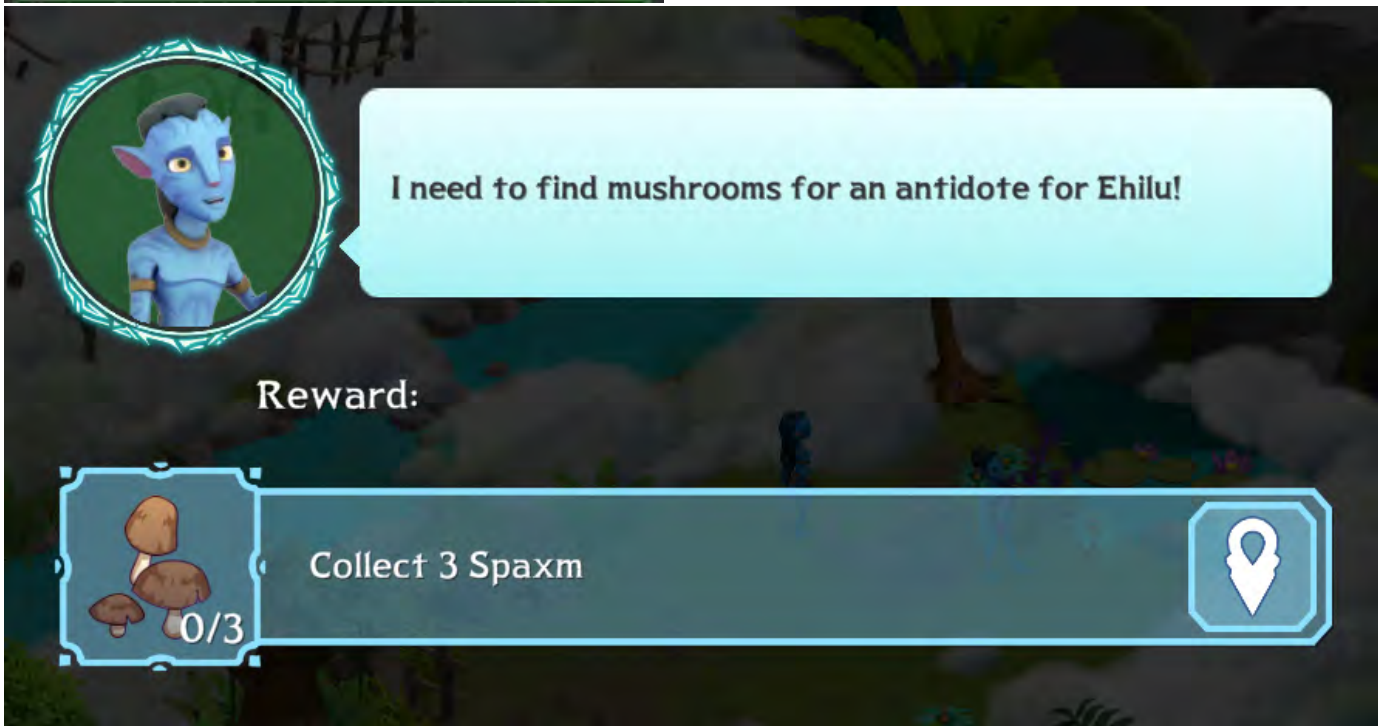 I need to find mushrooms for an antidote for Ehilu!
Reward:
Collect 3 Spaxm
0/3